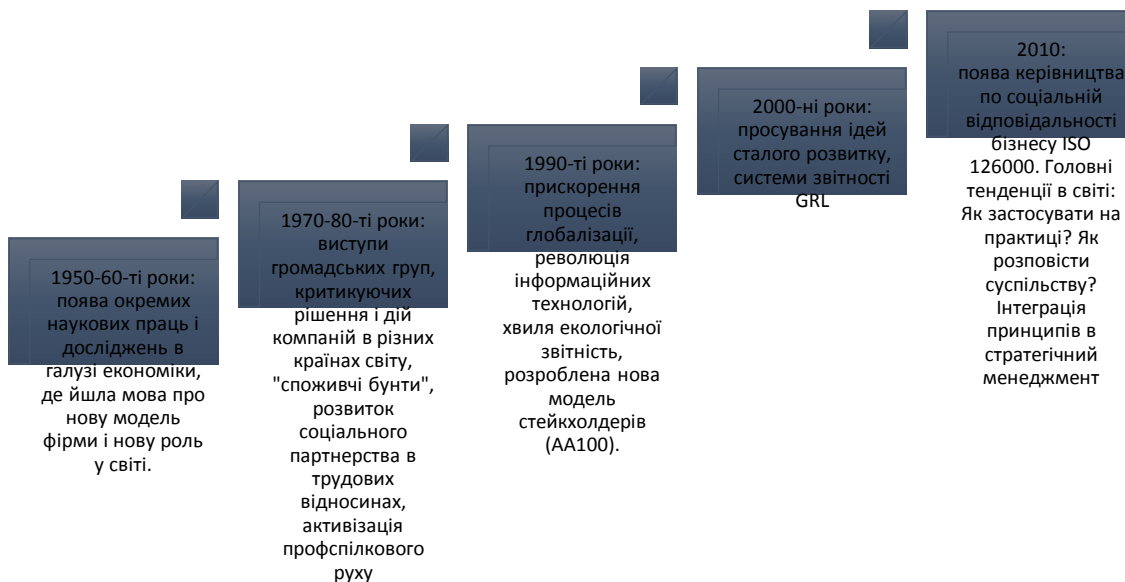 1950-60-ті роки:
поява окремих
наукових праць і
досліджень в
галузі економіки,
де йшла мова про
нову модель
фірми і нову роль
у світі.
1970-80-ті роки:
виступи
громадських груп,
критикуючих
рішення і дій
компаній в різних
країнах світу,
"споживчі бунти",
розвиток
соціального
партнерства в
трудових
відносинах,
активізація
профспілкового
руху
1990-ті роки:
прискорення
процесів
глобалізації,
революція
інформаційних
технологій,
хвиля екологічної
звітність,
розроблена нова
модель
стейкхолдерів
(АА100).
2000-ні роки:
просування ідей
сталого розвитку,
системи звітності
GRL
2010:
поява керівництва
по соціальній
відповідальності
бізнесу ISO
126000. Головні
тенденції в світі:
Як застосувати на
практиці? Як
розповісти
суспільству?
Інтеграція
принципів в
стратегічний
менеджмент